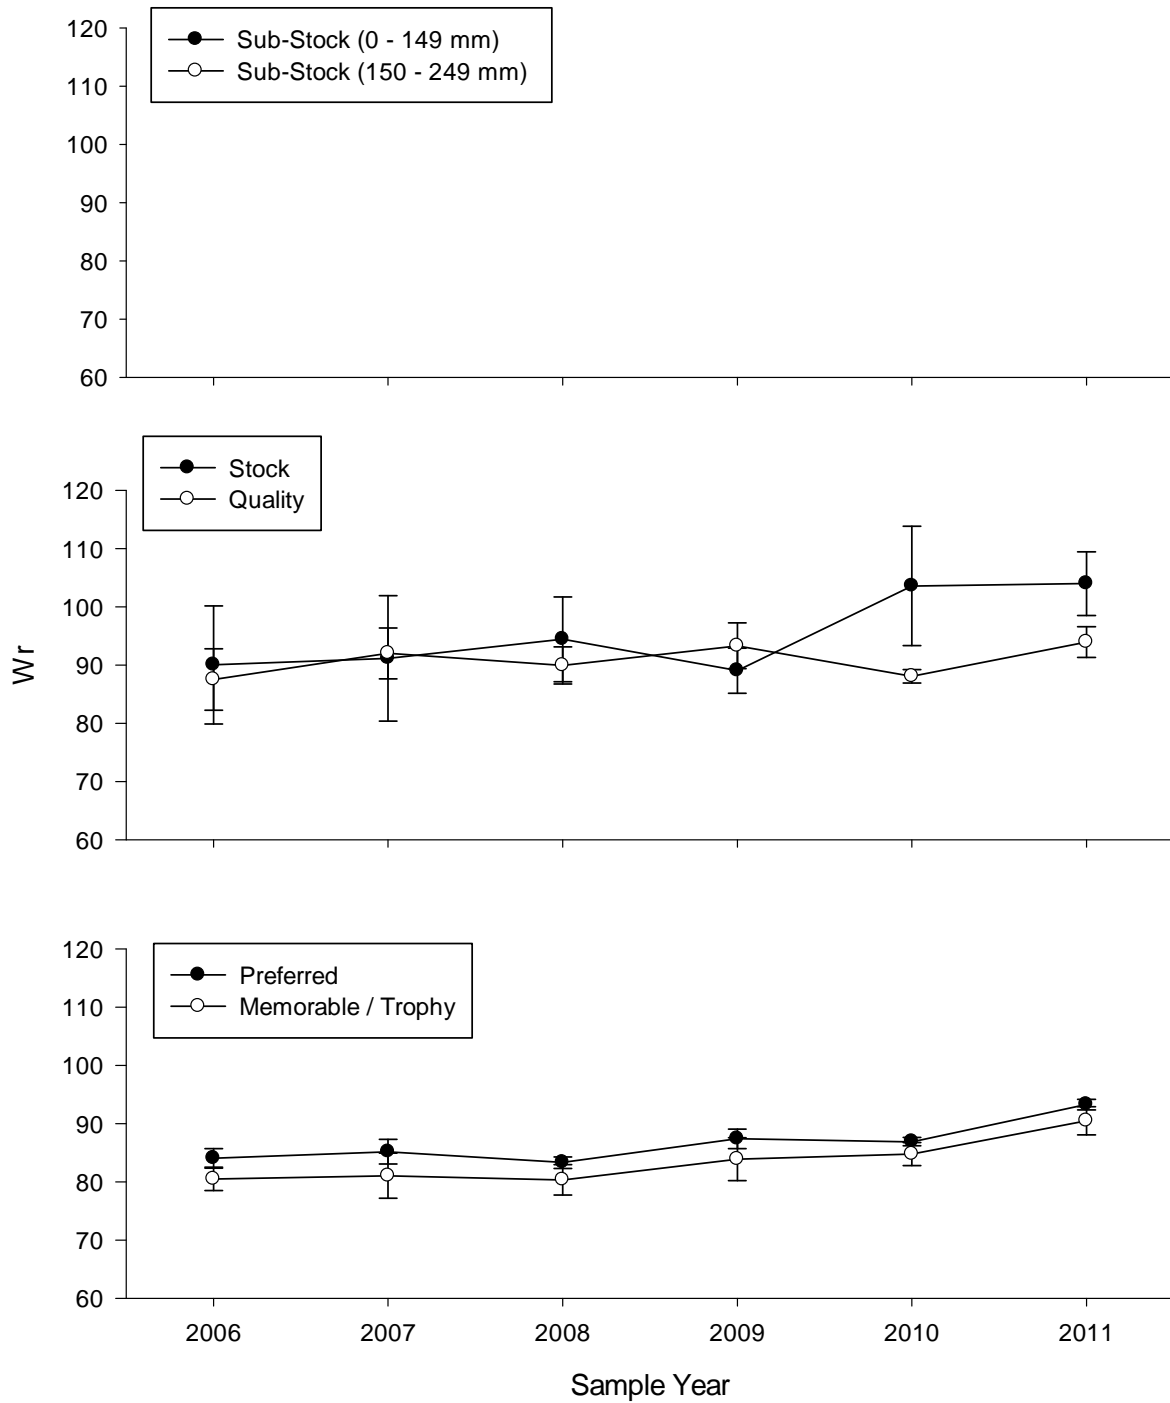 120
Sub-Stock (0 - 149 mm)
Sub-Stock (150 - 249 mm)
110
100
90
80
70
60
Stock
Quality
120
110
100
90
80
70
60
Wr
120
Preferred
Memorable / Trophy
110
100
90
80
70
60
2006 2007 2008 2009 2010 2011
Sample Year